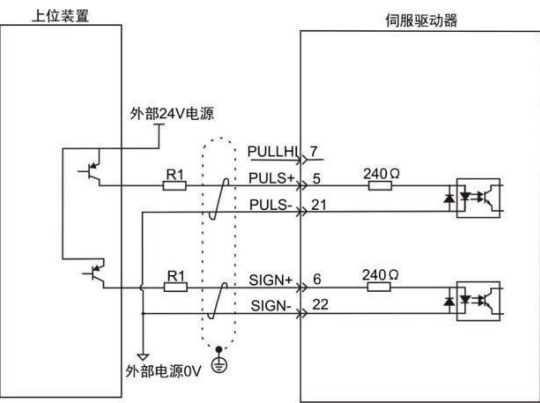 上位装置
伺服驱动器
外部24V电源
PULLHI 7
R1 PULS+ 5 240Ω
PULS- 21
R1 SIGN+ 6 240Ω
SIGN- 22
外部电源0V